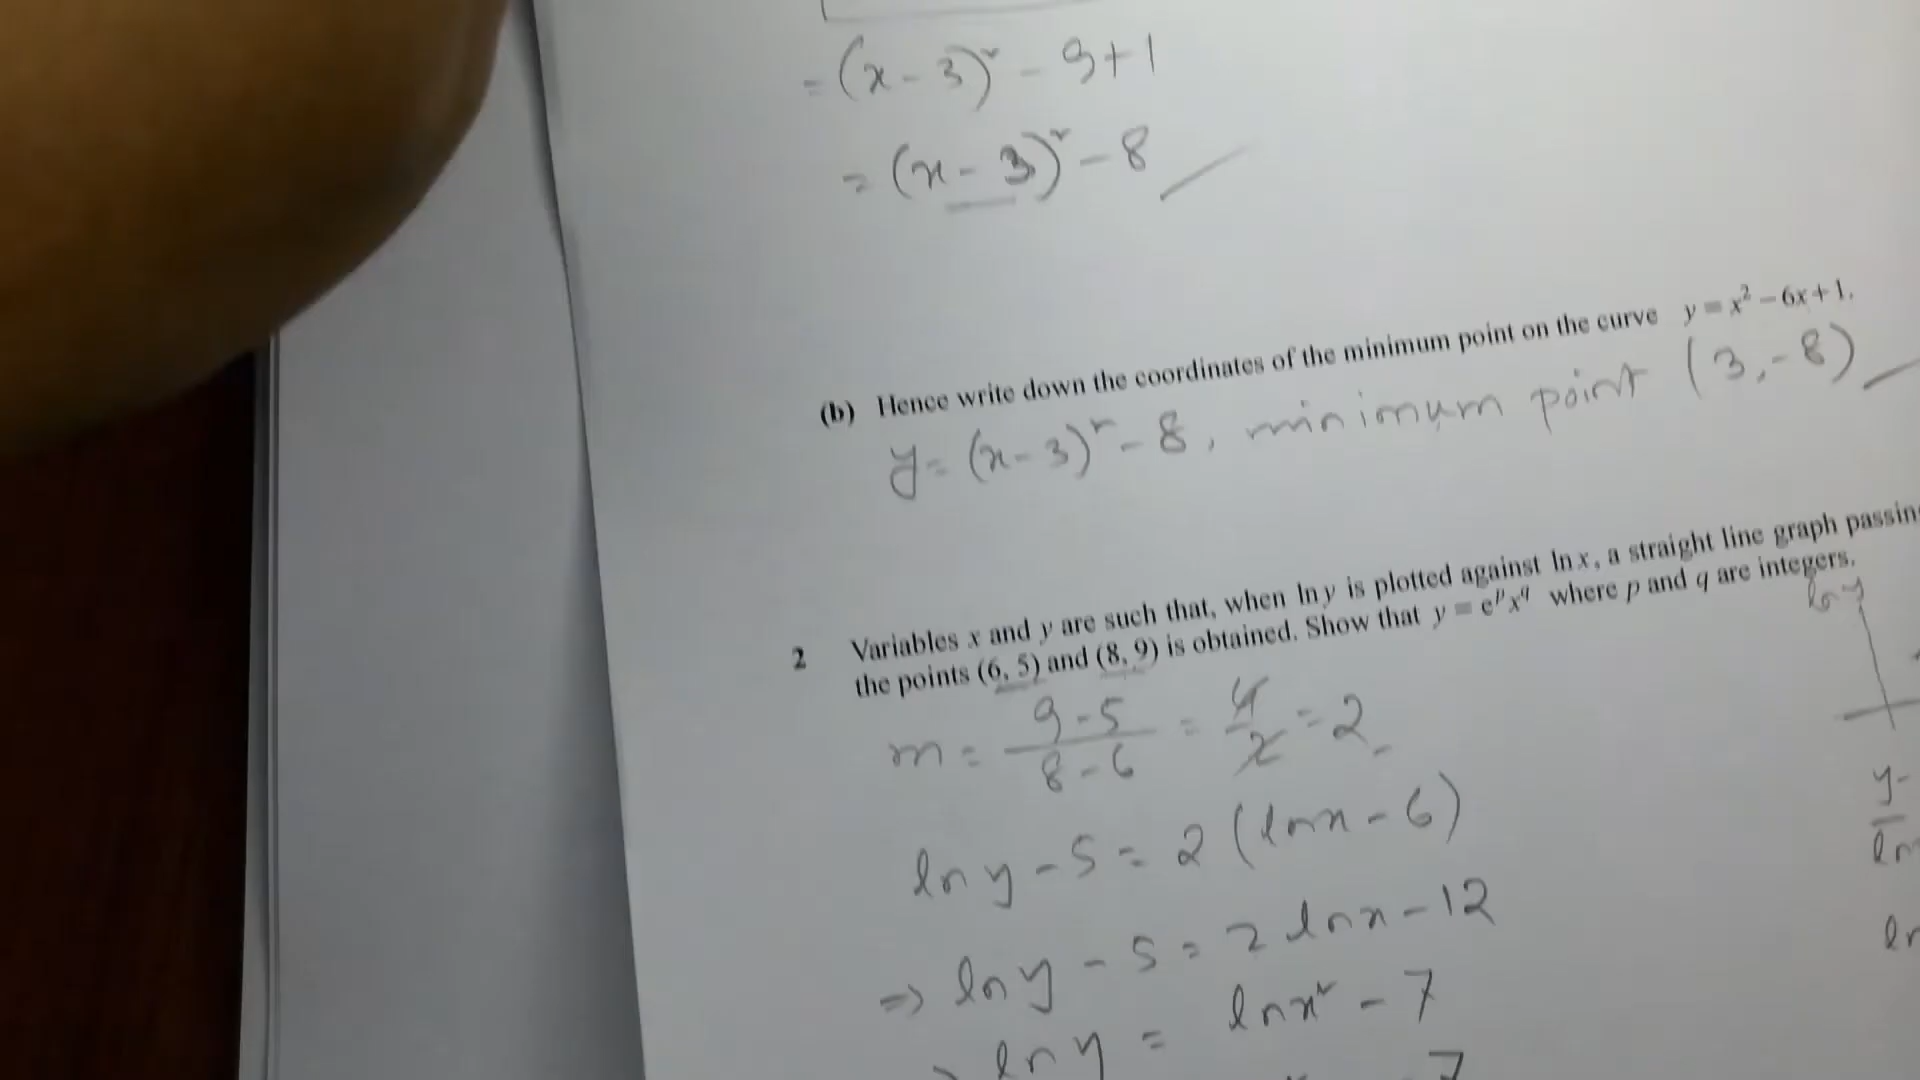 = (x - 3)² - 9 + 1
= (x - 3)² - 8
(b) Hence write down the coordinates of the minimum point on the curve y = x² - 6x + 1.
y = (x - 3)² - 8, minimum point (3, -8)
2 Variables x and y are such that, when ln y is plotted against ln x, a straight line graph passing
the points (6, 5) and (8, 9) is obtained. Show that y = eᵖx^q where p and q are integers.
ln y
m = 9-5/8-6 = 4/2 = 2
ln y - 5 = 2 (ln x - 6)
y-
ln
⇒ ln y - 5 = 2 ln x - 12
ln
ln y = ln x² - 7
7